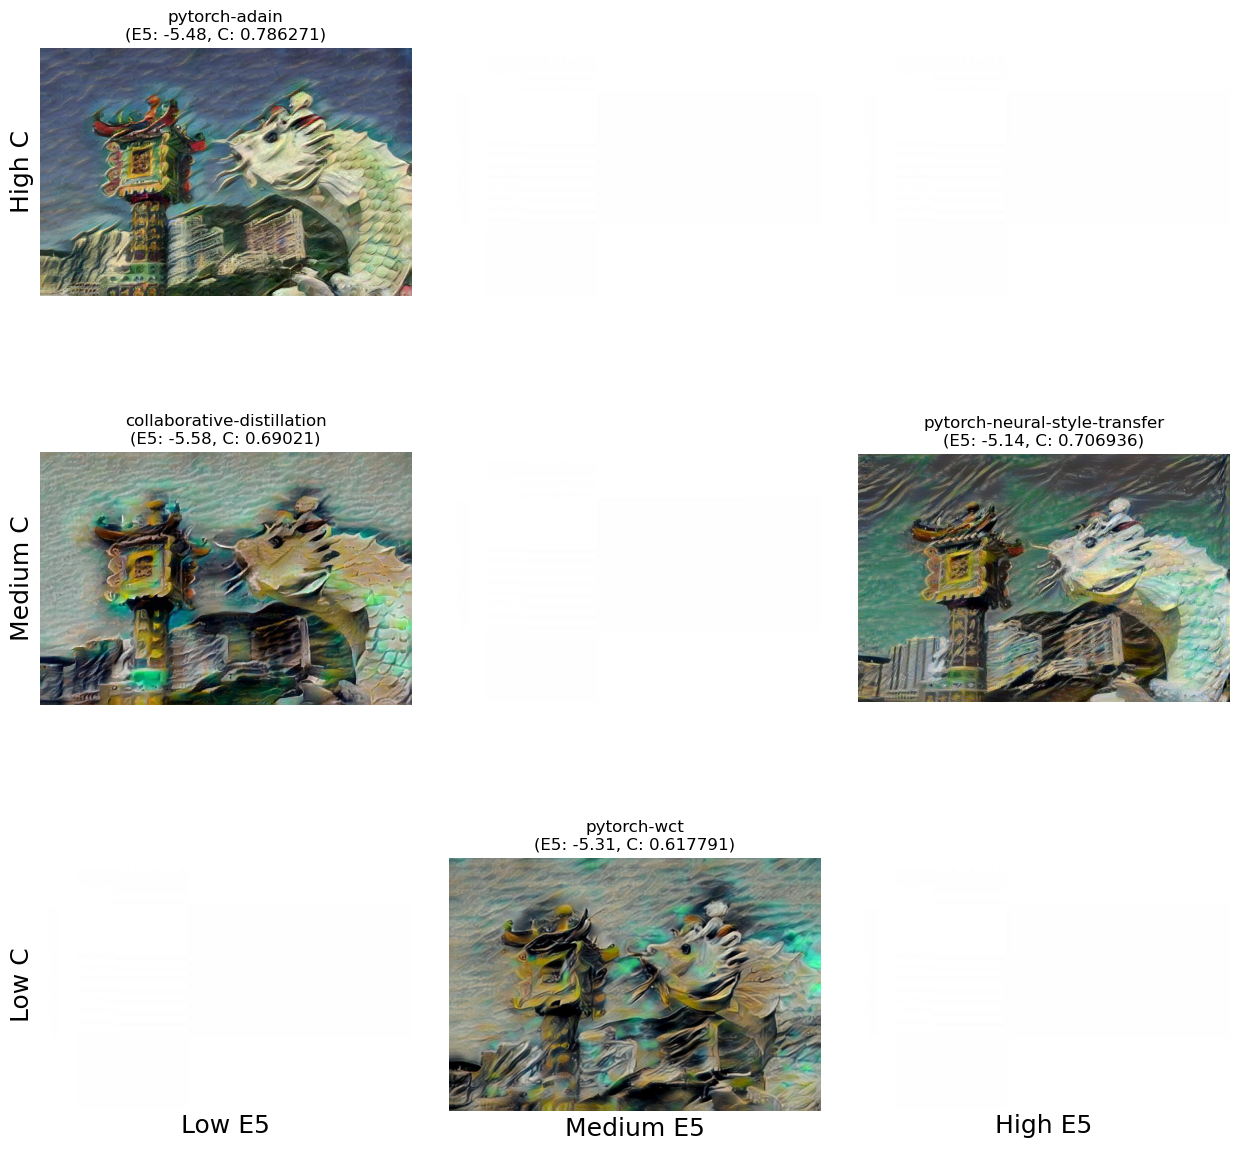 pytorch-adain
(E5: -5.48, C: 0.786271)
High C
collaborative-distillation
(E5: -5.58, C: 0.69021)
pytorch-neural-style-transfer
(E5: -5.14, C: 0.706936)
Medium C
pytorch-wct
(E5: -5.31, C: 0.617791)
Low C
Low E5
Medium E5
High E5